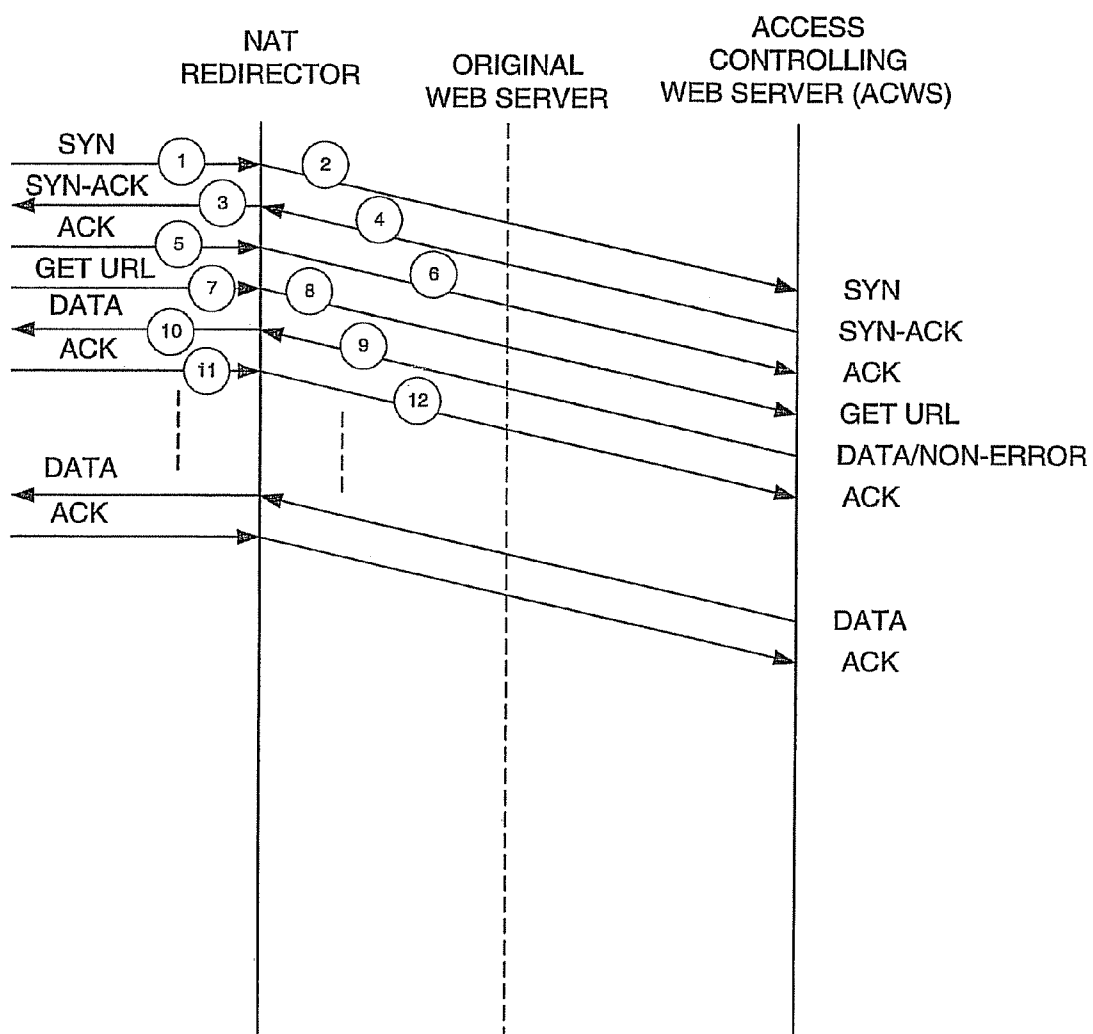 NAT
REDIRECTOR
ORIGINAL
WEB SERVER
ACCESS
CONTROLLING
WEB SERVER (ACWS)
SYN
1
2
SYN-ACK
3
4
ACK
5
6
GET URL
7
8
SYN
DATA
10
9
SYN-ACK
ACK
11
12
ACK
GET URL
DATA/NON-ERROR
DATA
ACK
ACK
DATA
ACK